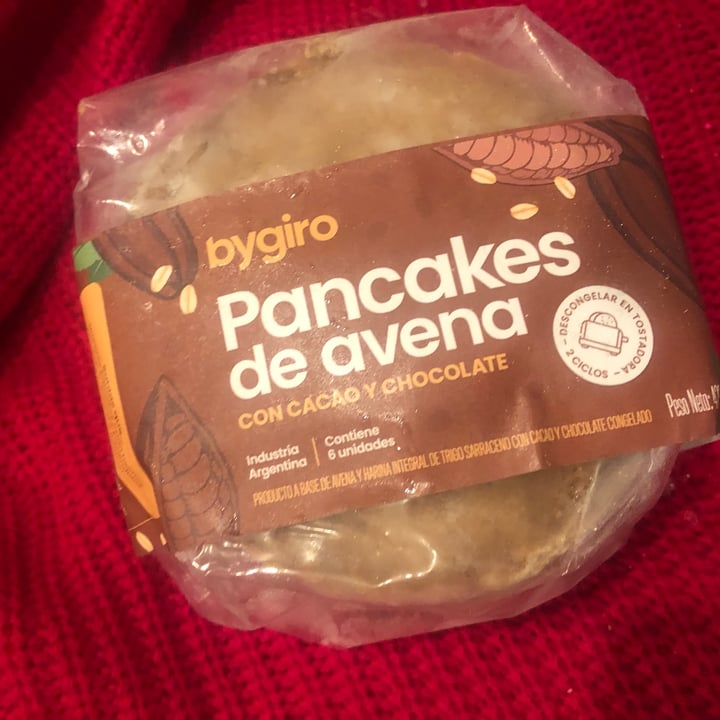 bygiro
Pancakes
de avena
CON CACAO Y CHOCOLATE
DESCONGELAR EN TOSTADORA
- 2 CICLOS -
Industria
Argentina
Contiene
6 unidades
PRODUCTO A BASE DE AVENA Y HARINA INTEGRAL DE TRIGO SARRACENO CON CACAO Y CHOCOLATE CONGELADO
Peso Neto: